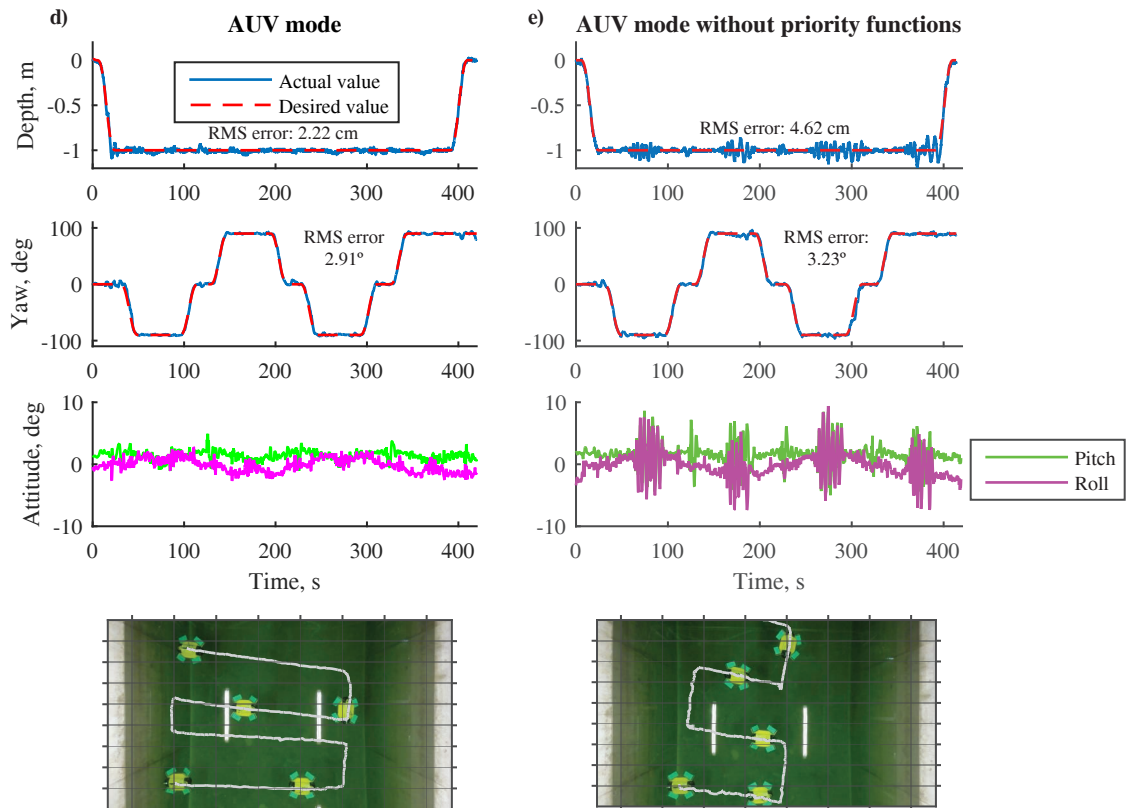 d)
AUV mode
e)
AUV mode without priority functions
Depth, m
0
-0.5
-1
Actual value
Desired value
RMS error: 2.22 cm
0 100 200 300 400
0
-0.5
-1
RMS error: 4.62 cm
0 100 200 300 400
Yaw, deg
100
0
-100
RMS error
2.91º
0 100 200 300 400
100
0
-100
RMS error:
3.23º
0 100 200 300 400
Attitude, deg
10
0
-10
0 100 200 300 400
Time, s
10
0
-10
0 100 200 300 400
Time, s
Pitch
Roll